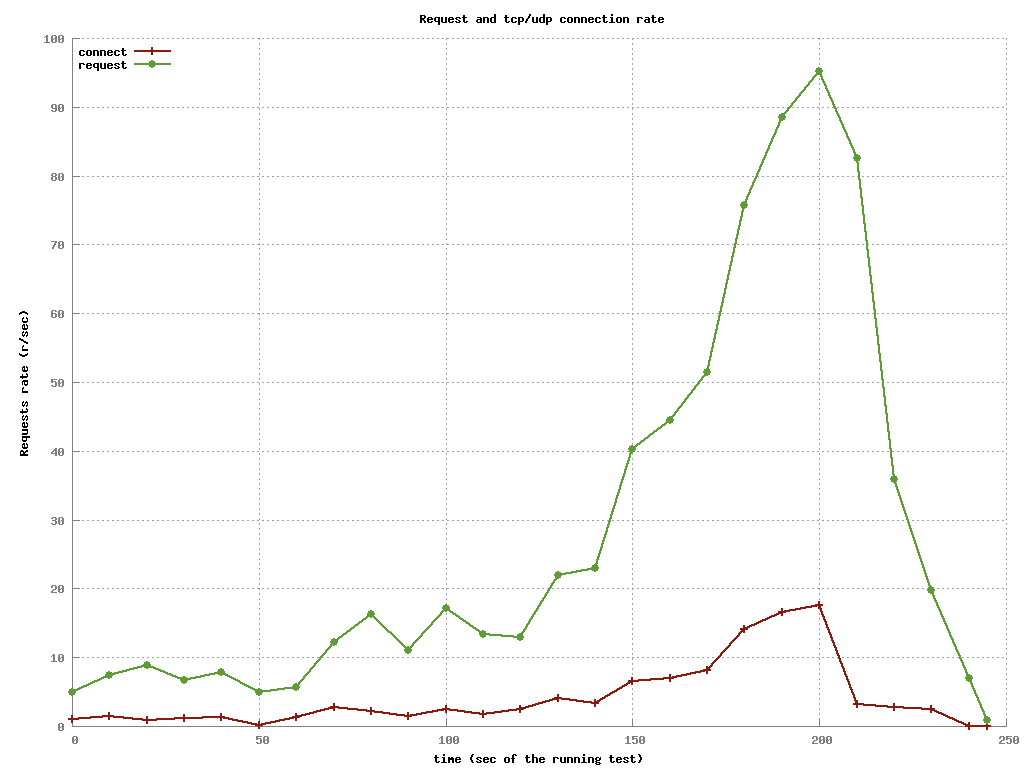 Request and tcp/udp connection rate
100
connect
request
90
80
70
60
50
40
30
20
10
0
Requests rate (r/sec)
0 50 100 150 200 250
time (sec of the running test)